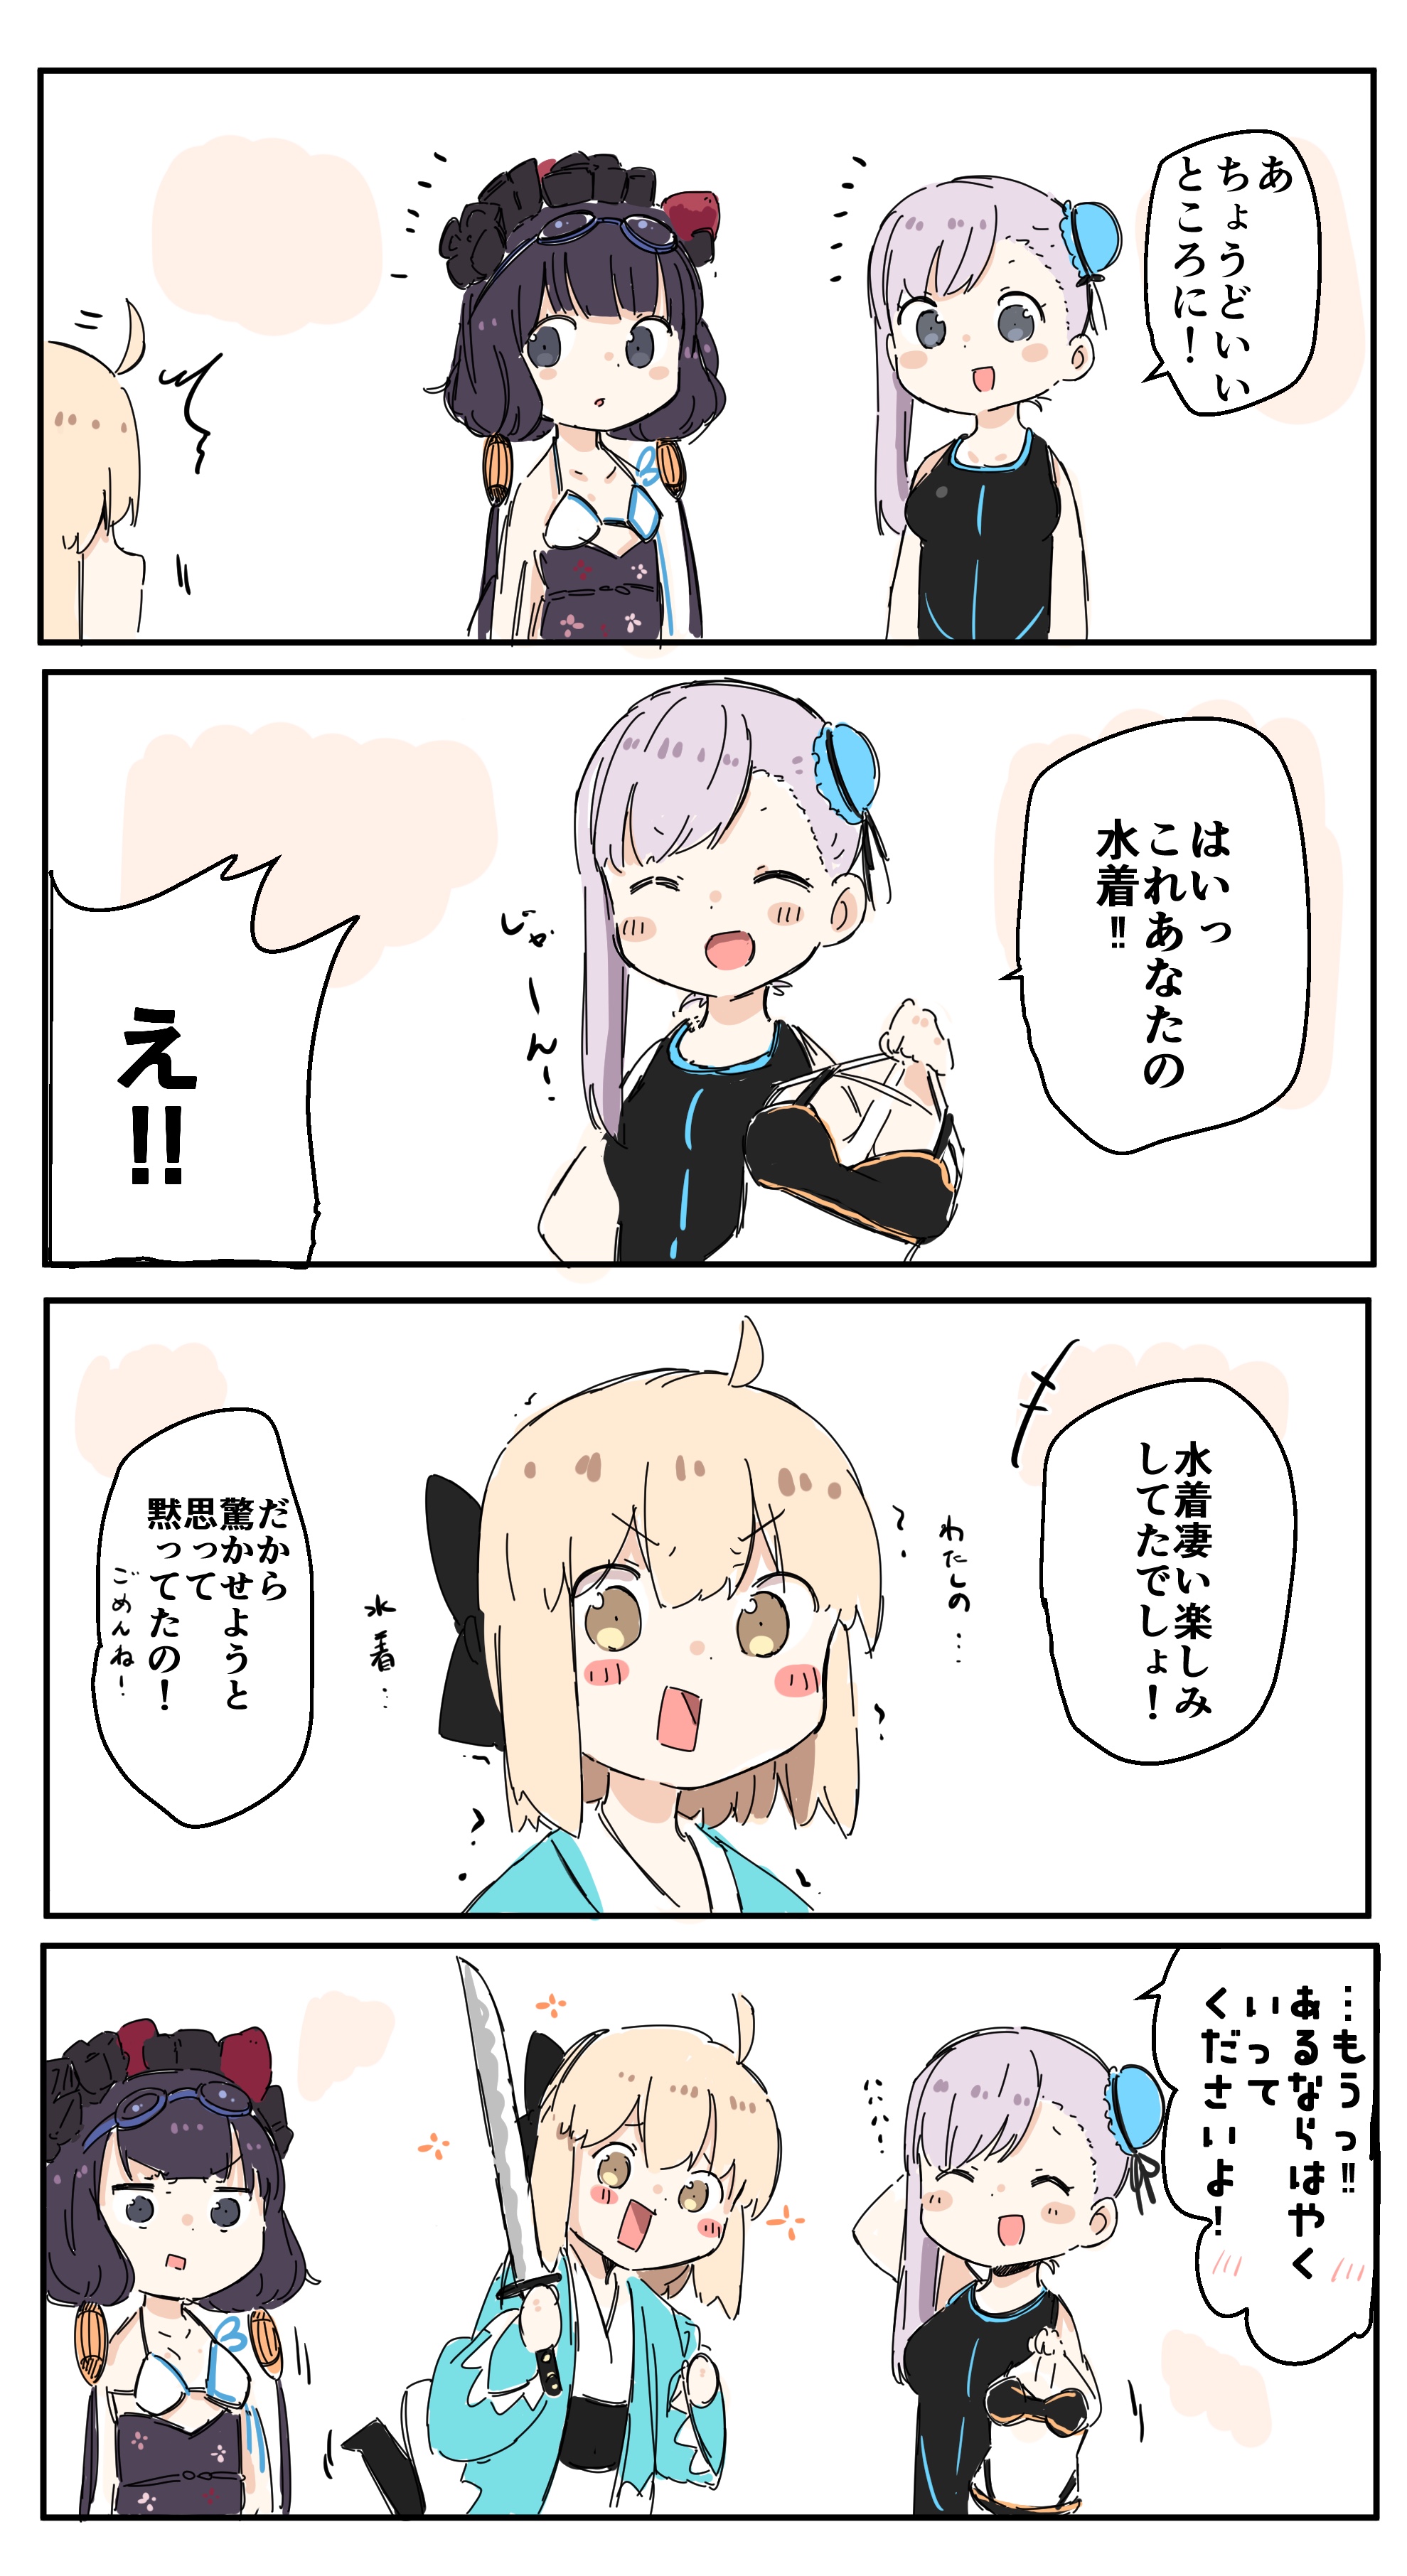 あ
ちょうどいい
ところに！
はいっ
これあなたの
水着!!
じゃーん
え!!
水着凄い楽しみ
してたでしょ！
わたしの…
水着…
だから
驚かせようと
思って
黙ってたの！
ごめんねー
…もうっ!!
あるならはやく
いって
くださいよ！